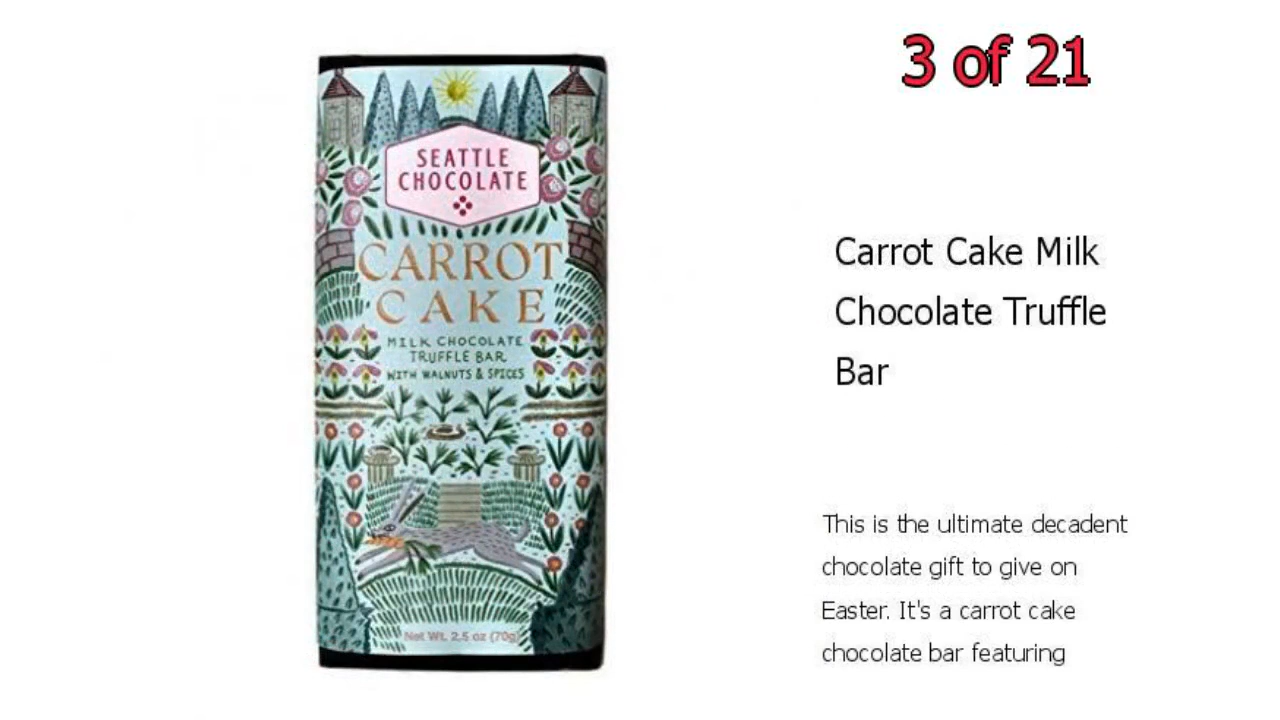 3 of 21
SEATTLE
CHOCOLATE
CARROT
CAKE
MILK CHOCOLATE
TRUFFLE BAR
WITH WALNUTS & SPICES
Net Wt. 2.5 oz (70g)
Carrot Cake Milk
Chocolate Truffle
Bar
This is the ultimate decadent
chocolate gift to give on
Easter. It's a carrot cake
chocolate bar featuring